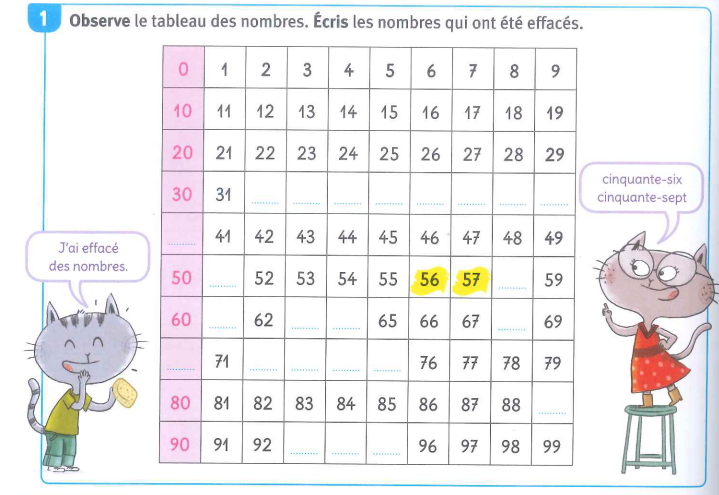 1 Observe le tableau des nombres. Écris les nombres qui ont été effacés.
0 1 2 3 4 5 6 7 8 9
10 11 12 13 14 15 16 17 18 19
20 21 22 23 24 25 26 27 28 29
30 31 ........ ........ ........ ........ ........ ........ ........ ........
........ 41 42 43 44 45 46 47 48 49
50 ........ 52 53 54 55 56 57 ........ 59
60 ........ 62 ........ ........ 65 66 67 ........ 69
........ 71 ........ ........ ........ ........ 76 77 78 79
80 81 82 83 84 85 86 87 88 ........
90 91 92 ........ ........ ........ 96 97 98 99
J'ai effacé
des nombres.
cinquante-six
cinquante-sept